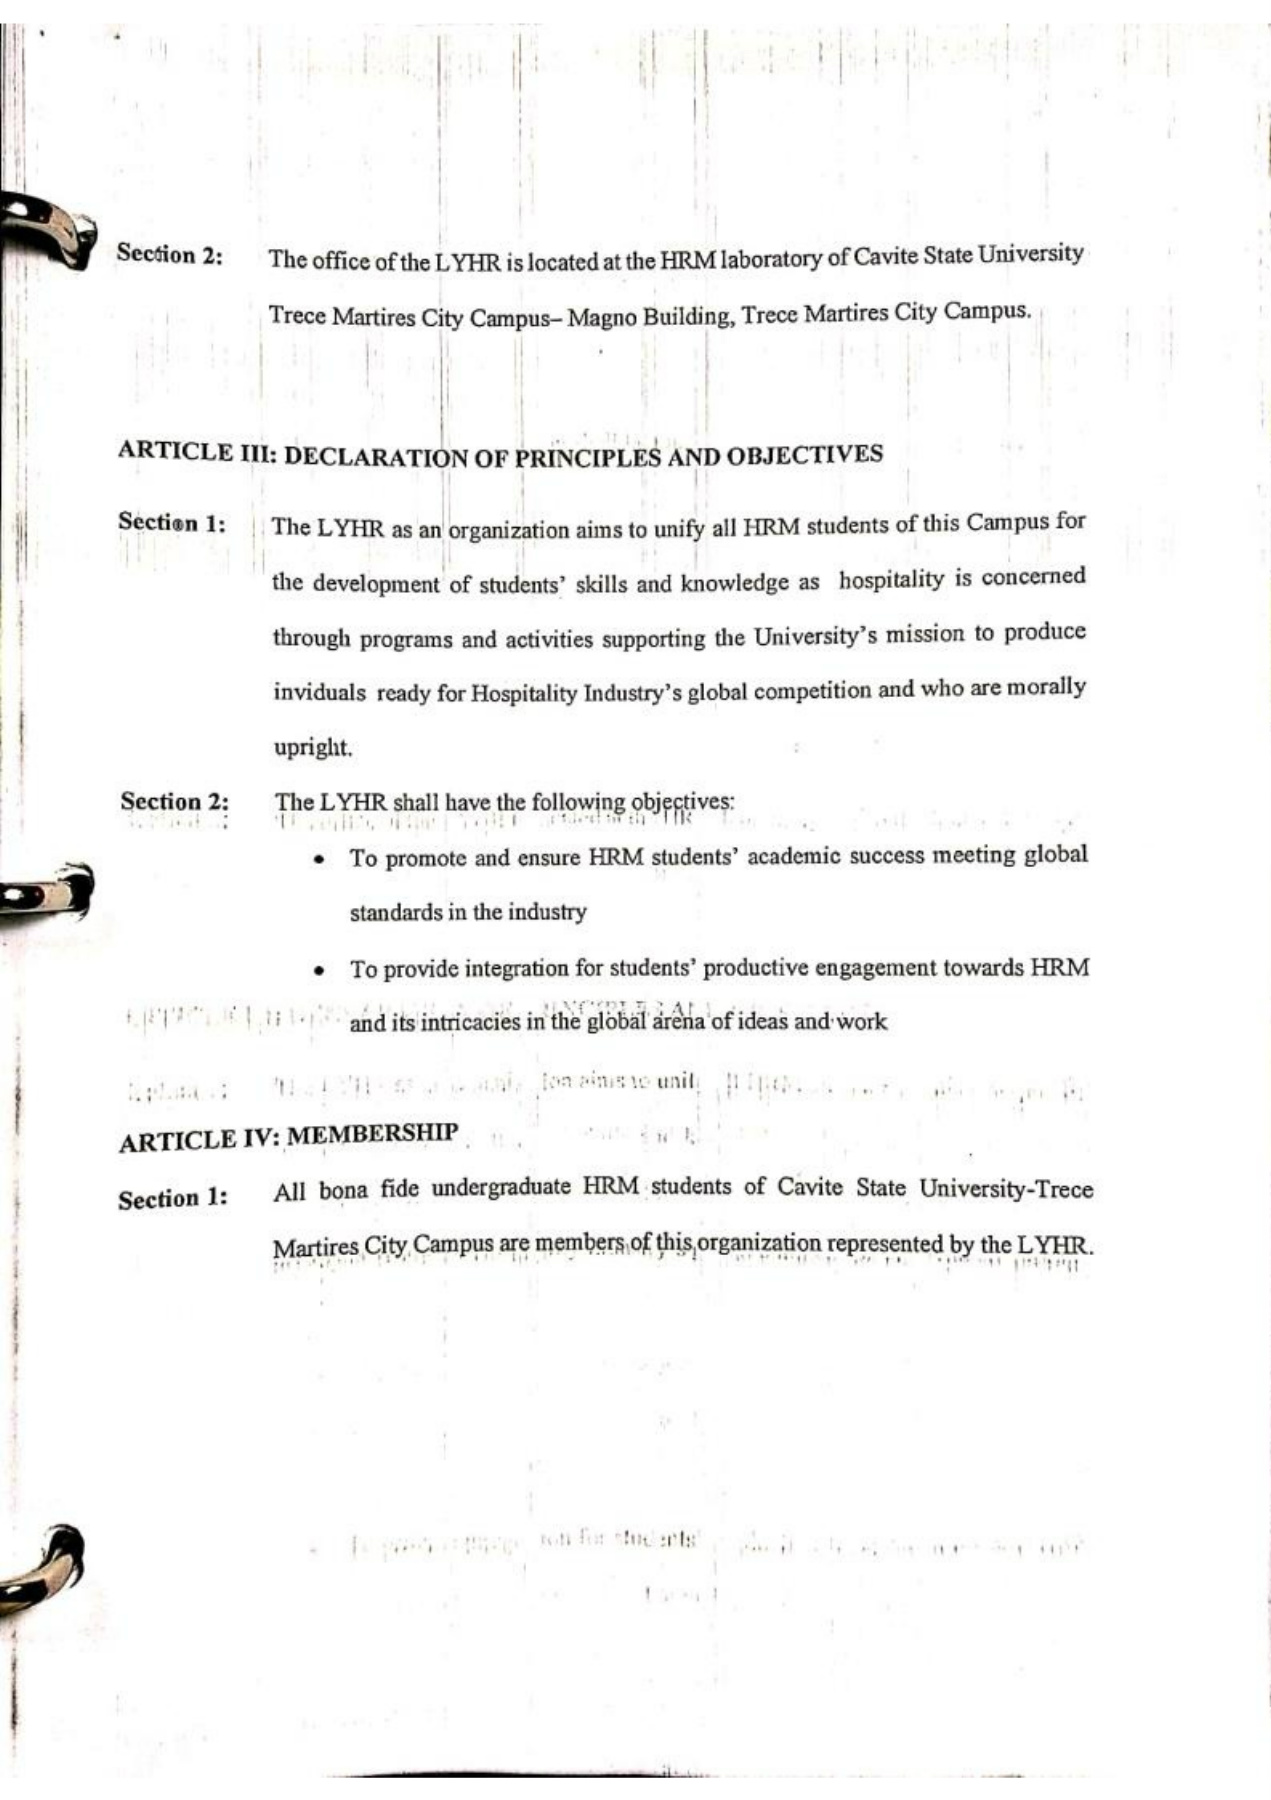 Section 2: The office of the LYHR is located at the HRM laboratory of Cavite State University
Trece Martires City Campus– Magno Building, Trece Martires City Campus.
ARTICLE III: DECLARATION OF PRINCIPLES AND OBJECTIVES
Section 1: The LYHR as an organization aims to unify all HRM students of this Campus for
the development of students' skills and knowledge as hospitality is concerned
through programs and activities supporting the University's mission to produce
inviduals ready for Hospitality Industry's global competition and who are morally
upright.
Section 2: The LYHR shall have the following objectives:
• To promote and ensure HRM students' academic success meeting global
standards in the industry
• To provide integration for students' productive engagement towards HRM
and its intricacies in the global arena of ideas and work
ARTICLE IV: MEMBERSHIP
Section 1: All bona fide undergraduate HRM students of Cavite State University-Trece
Martires City Campus are members of this organization represented by the LYHR.